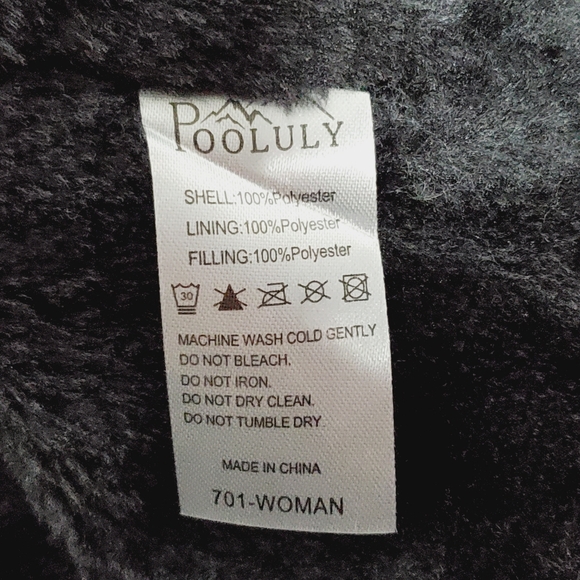 POOLULY
SHELL:100%Polyester
LINING:100%Polyester
FILLING:100%Polyester
30
MACHINE WASH COLD GENTLY
DO NOT BLEACH.
DO NOT IRON.
DO NOT DRY CLEAN.
DO NOT TUMBLE DRY.
MADE IN CHINA
701-WOMAN